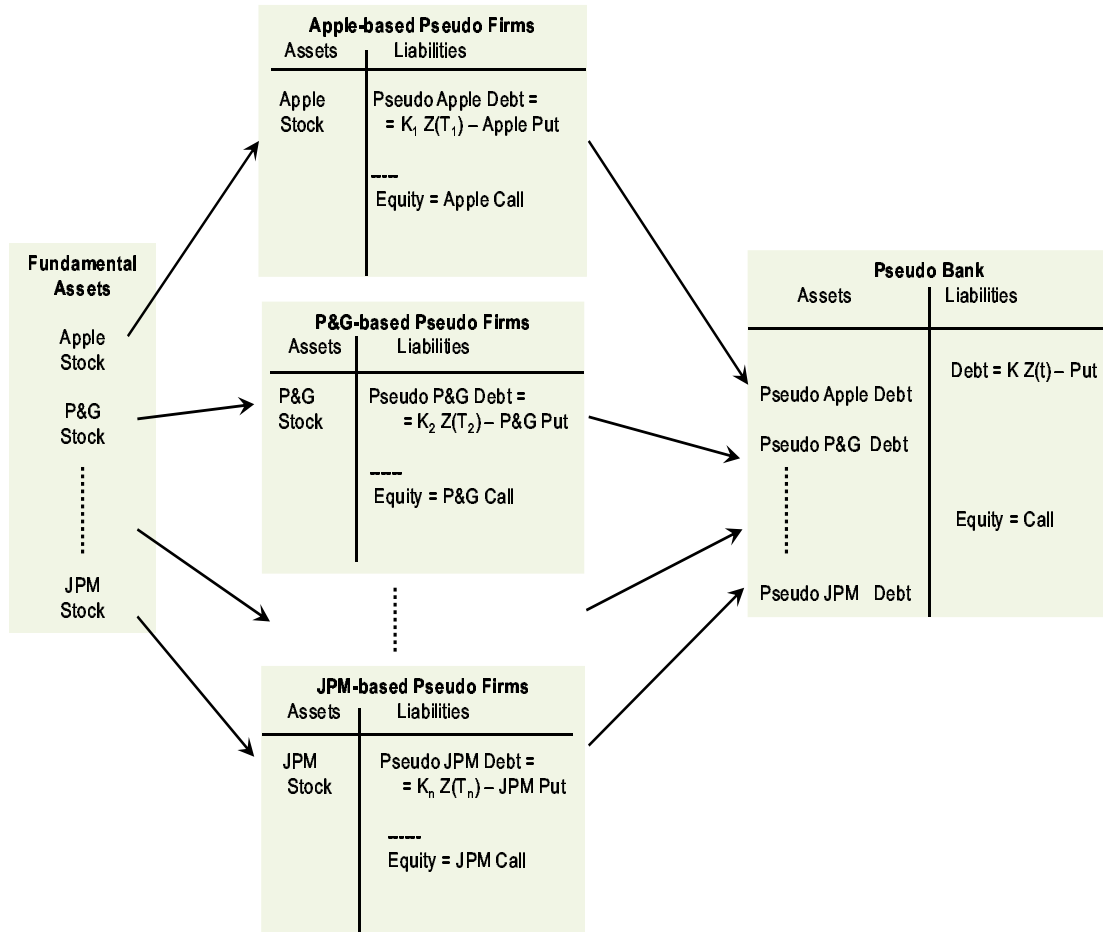 Fundamental
Assets
Apple
Stock
P&G
Stock
JPM
Stock
Apple-based Pseudo Firms
Assets Liabilities
Apple
Stock
Pseudo Apple Debt =
= K₁ Z(T₁) – Apple Put
-----
Equity = Apple Call
P&G-based Pseudo Firms
Assets Liabilities
P&G
Stock
Pseudo P&G Debt =
= K₂ Z(T₂) – P&G Put
------
Equity = P&G Call
JPM-based Pseudo Firms
Assets Liabilities
JPM
Stock
Pseudo JPM Debt =
= Kₙ Z(Tₙ) – JPM Put
------
Equity = JPM Call
Pseudo Bank
Assets Liabilities
Pseudo Apple Debt
Pseudo P&G Debt
Pseudo JPM Debt
Debt = K Z(t) – Put
Equity = Call